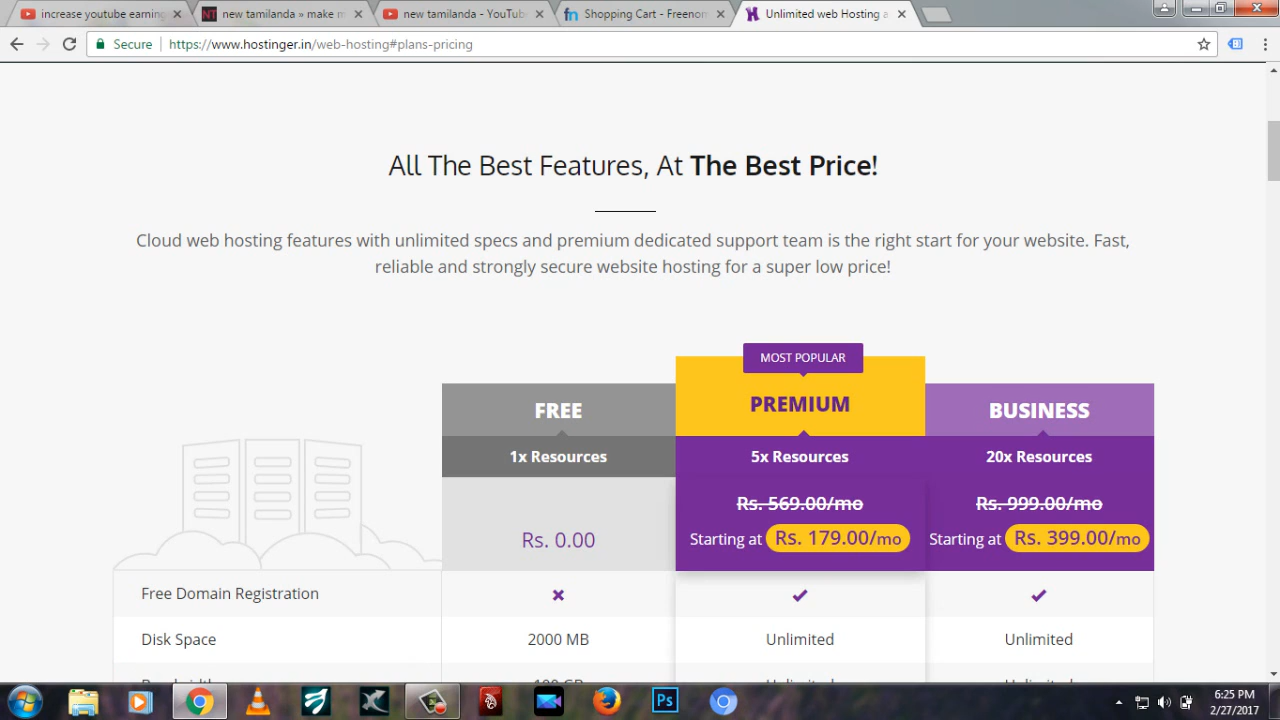 increase youtube earning
new tamilanda » make m
new tamilanda - YouTub
Shopping Cart - Freenom
Unlimited web Hosting a
Secure
https://www.hostinger.in/web-hosting#plans-pricing
All The Best Features, At The Best Price!
Cloud web hosting features with unlimited specs and premium dedicated support team is the right start for your website. Fast,
reliable and strongly secure website hosting for a super low price!
MOST POPULAR
FREE PREMIUM BUSINESS
1x Resources 5x Resources 20x Resources
Rs. 569.00/mo Rs. 999.00/mo
Rs. 0.00 Starting at Rs. 179.00/mo Starting at Rs. 399.00/mo
Free Domain Registration
Disk Space 2000 MB Unlimited Unlimited
6:25 PM
2/27/2017